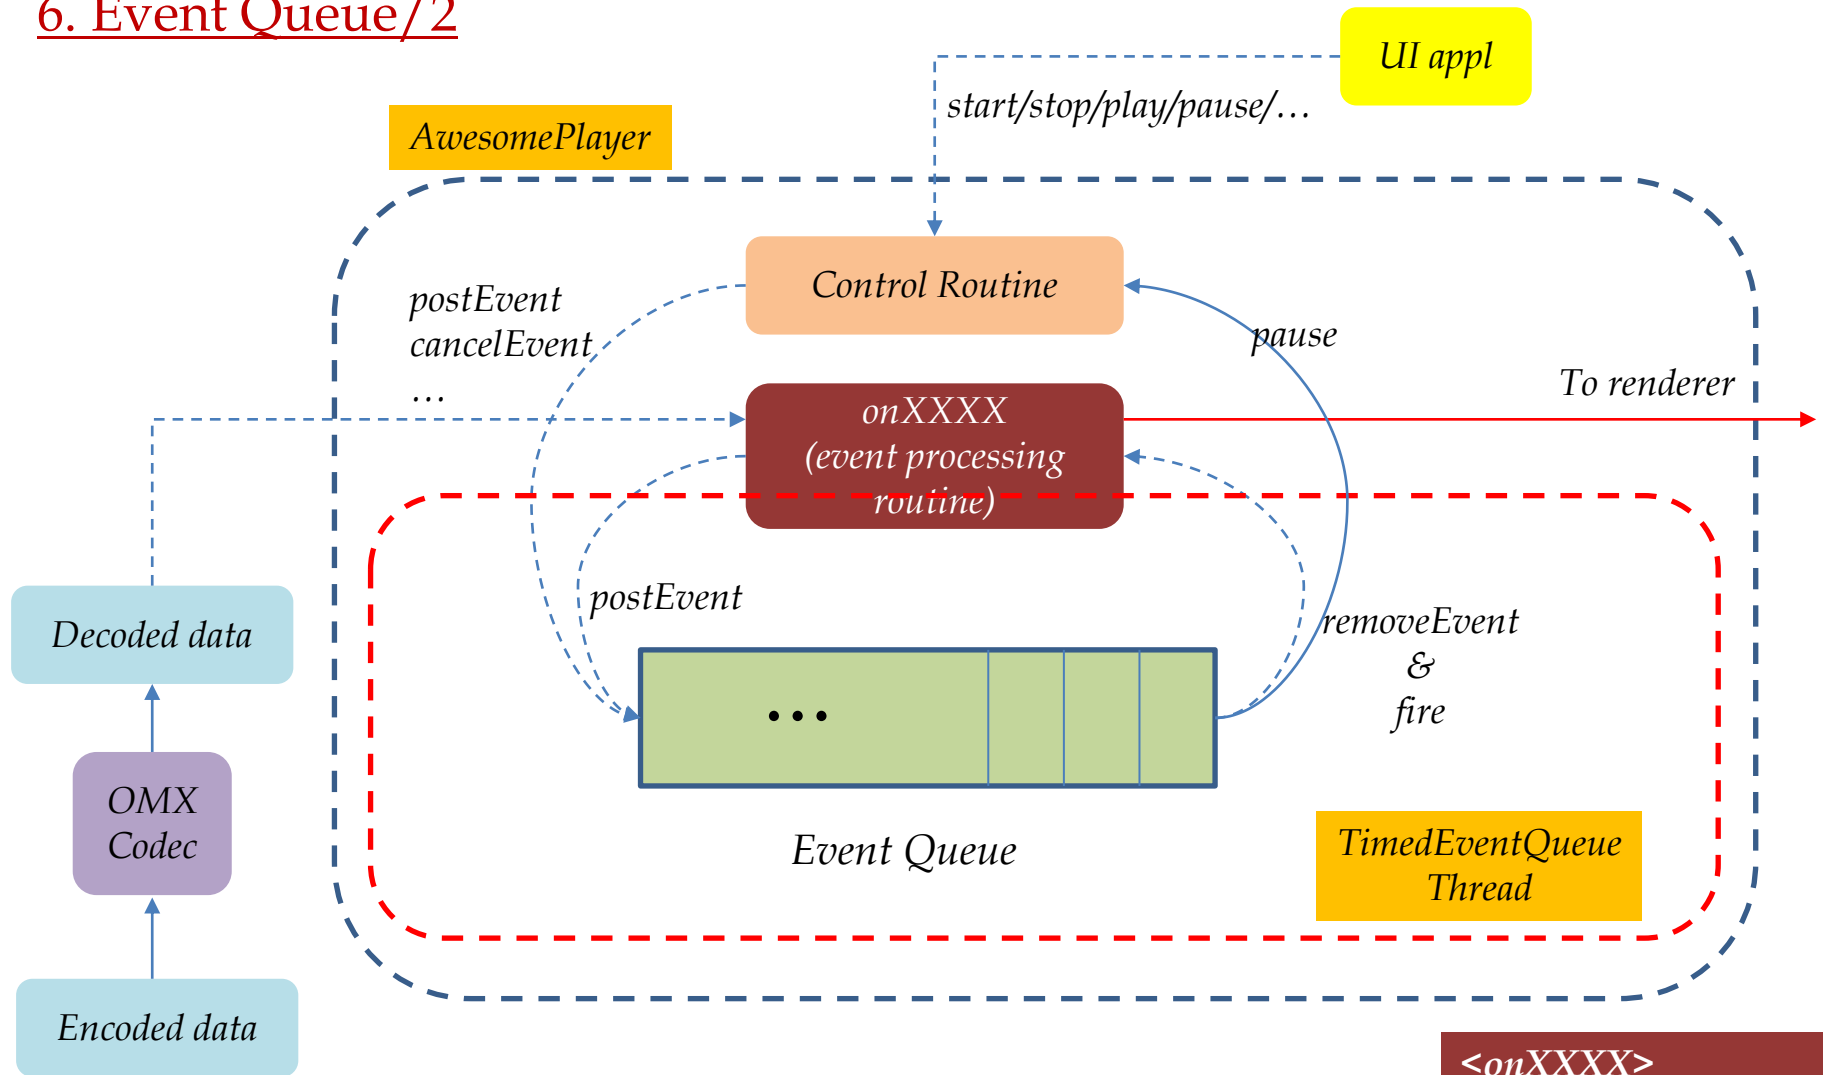 6. Event Queue/2
UI appl
start/stop/play/pause/…
AwesomePlayer
Control Routine
postEvent
cancelEvent
…
pause
To renderer
onXXXX
(event processing
routine)
postEvent
Decoded data
removeEvent
&
fire
…
OMX
Codec
Event Queue
TimedEventQueue
Thread
Encoded data
<onXXXX>